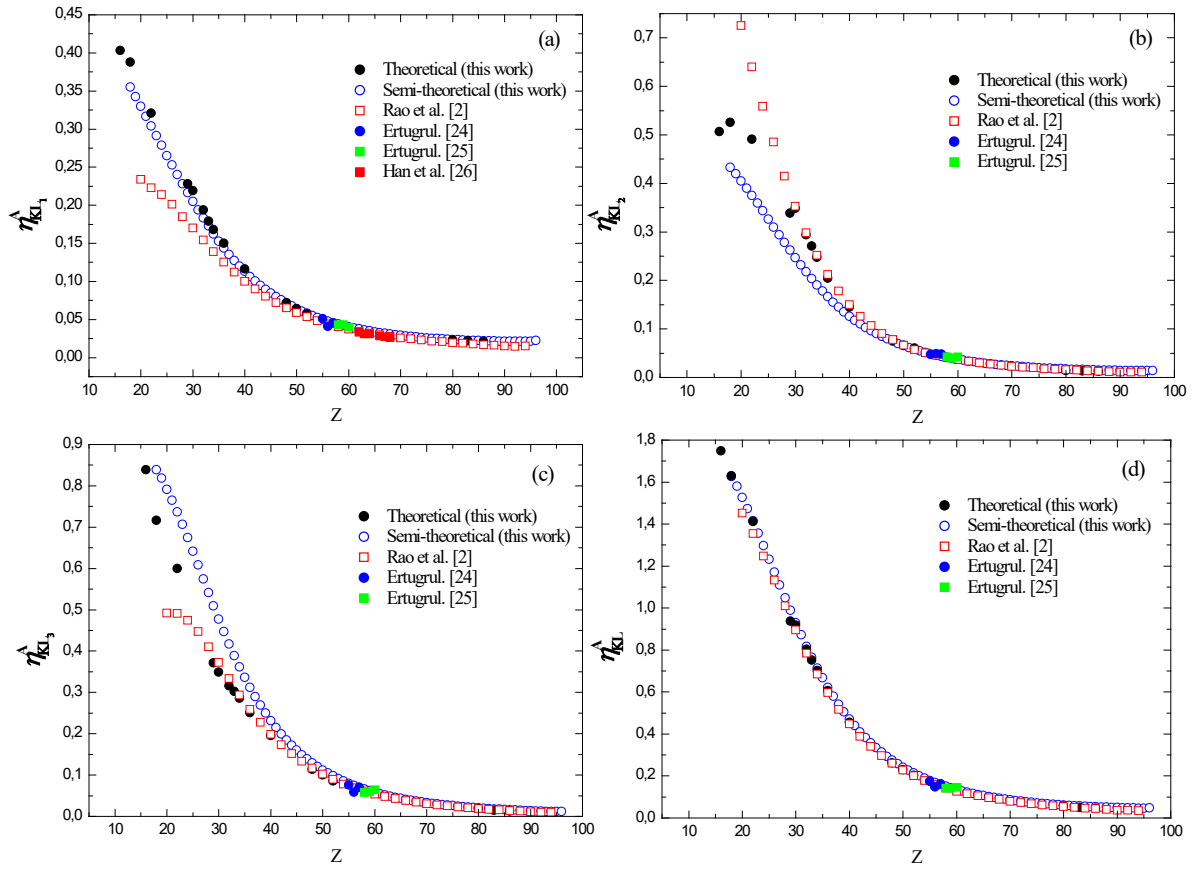 (a)
0,45
0,40
0,35
0,30
0,25
0,20
0,15
0,10
0,05
0,00
η^A_KL1
Theoretical (this work)
Semi-theoretical (this work)
Rao et al. [2]
Ertugrul. [24]
Ertugrul. [25]
Han et al. [26]
10 20 30 40 50 60 70 80 90 100
Z
(b)
0,7
0,6
0,5
0,4
0,3
0,2
0,1
0,0
η^A_KL2
Theoretical (this work)
Semi-theoretical (this work)
Rao et al. [2]
Ertugrul. [24]
Ertugrul. [25]
10 20 30 40 50 60 70 80 90 100
Z
(c)
0,9
0,8
0,7
0,6
0,5
0,4
0,3
0,2
0,1
0,0
η^A_KL3
Theoretical (this work)
Semi-theoretical (this work)
Rao et al. [2]
Ertugrul. [24]
Ertugrul. [25]
10 20 30 40 50 60 70 80 90 100
Z
(d)
1,8
1,6
1,4
1,2
1,0
0,8
0,6
0,4
0,2
0,0
η^A_KL
Theoretical (this work)
Semi-theoretical (this work)
Rao et al. [2]
Ertugrul. [24]
Ertugrul. [25]
10 20 30 40 50 60 70 80 90 100
Z